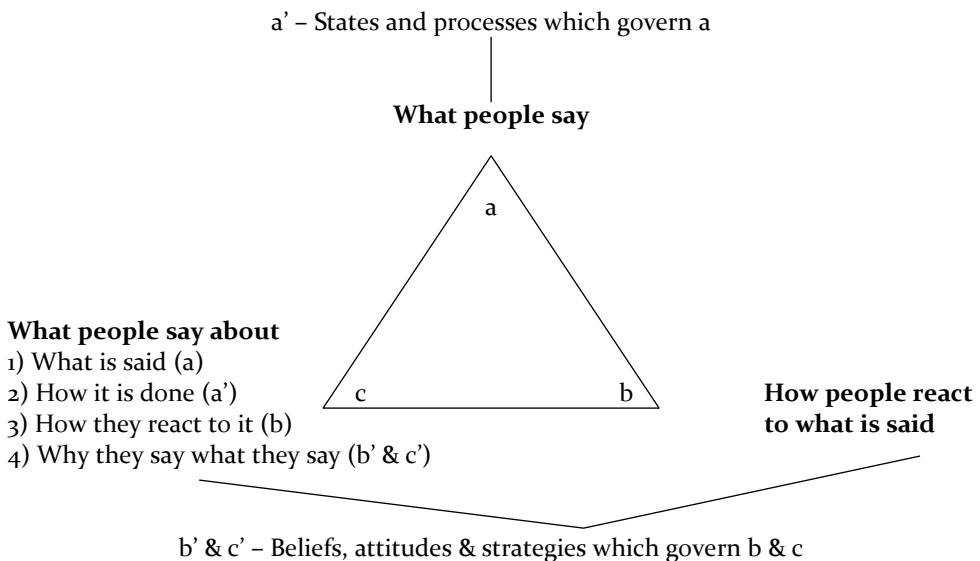 a’ – States and processes which govern a
What people say
a
What people say about
1) What is said (a)
2) How it is done (a’)
3) How they react to it (b)
4) Why they say what they say (b’ & c’)
c
b
How people react
to what is said
b’ & c’ – Beliefs, attitudes & strategies which govern b & c